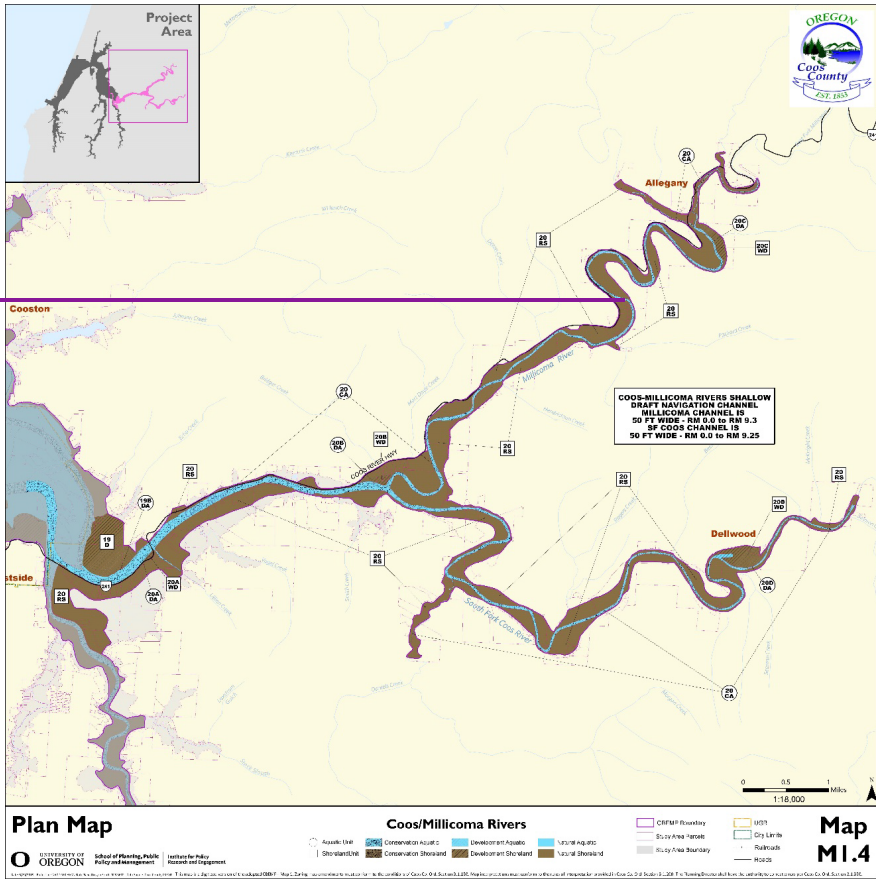 Project
Area
OREGON
Coos
County
EST. 1853
20
CA
Allegany
20C
DA
20
RS
20C
WD
Cooston
20
RS
Millicoma River
COOS-MILLICOMA RIVERS SHALLOW
DRAFT NAVIGATION CHANNEL
MILLICOMA CHANNEL IS
50 FT WIDE - RM 0.0 to RM 9.3
SF COOS CHANNEL IS
50 FT WIDE - RM 0.0 to RM 9.25
20
CA
20B
DA
20B
WD
COOS RIVER HWY
20
RS
20
RS
20
RS
20
RS
19B
DA
20D
WD
19
D
Dellwood
20
RS
stside
241
20
RS
20A
DA
20A
WD
20D
DA
South Fork Coos River
20
CA
0 0.5 1
Miles
1:18,000
N
Plan Map
Coos/Millicoma Rivers
Map
M1.4
UNIVERSITY OF
OREGON
School of Planning, Public
Policy and Management
Institute for Policy
Research and Engagement
Aquatic Unit
Shoreland Unit
Conservation Aquatic
Conservation Shoreland
Development Aquatic
Development Shoreland
Natural Aquatic
Natural Shoreland
CBEMP Boundary
Study Area Parcels
Study Area Boundary
UGB
City Limits
Railroads
Roads